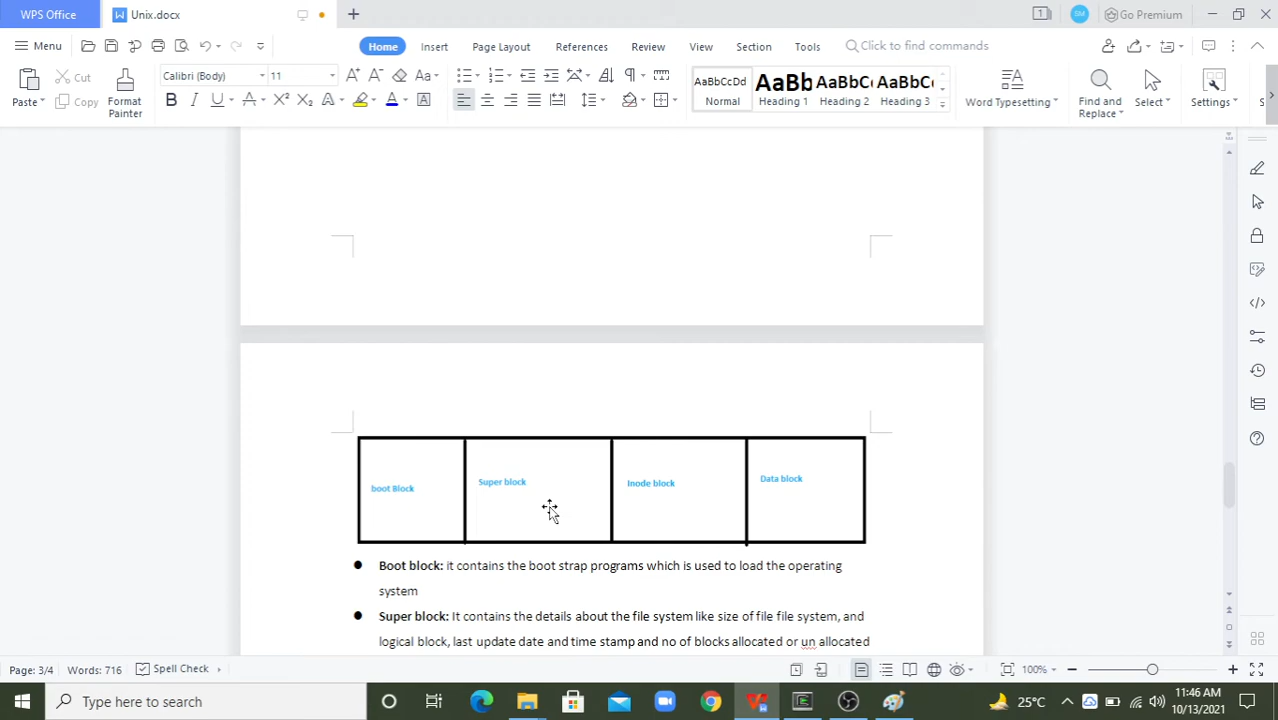 WPS Office
Unix.docx
Go Premium
Menu
Home
Insert
Page Layout
References
Review
View
Section
Tools
Click to find commands
Paste
Cut
Copy
Format Painter
Calibri (Body)
11
AaBbCcDd
Normal
AaBb
Heading 1
AaBbC
Heading 2
AaBbC
Heading 3
Word Typesetting
Find and Replace
Select
Settings
boot Block
Super block
Inode block
Data block
Boot block: it contains the boot strap programs which is used to load the operating
system
Super block: It contains the details about the file system like size of file file system, and
logical block, last update date and time stamp and no of blocks allocated or un allocated
Page: 3/4
Words: 716
Spell Check
100%
Type here to search
25°C
11:46 AM
10/13/2021